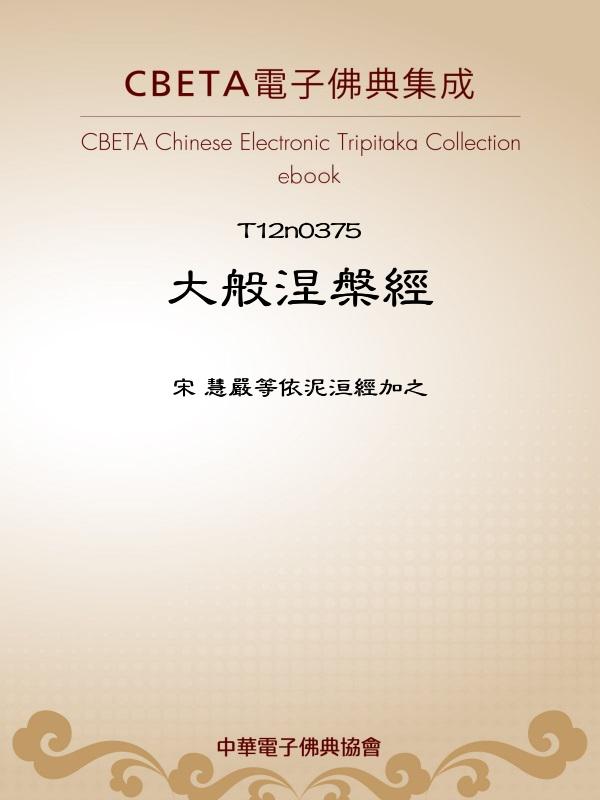 CBETA電子佛典集成
CBETA Chinese Electronic Tripitaka Collection
ebook
T12n0375
大般涅槃經
宋 慧嚴等依泥洹經加之
中華電子佛典協會